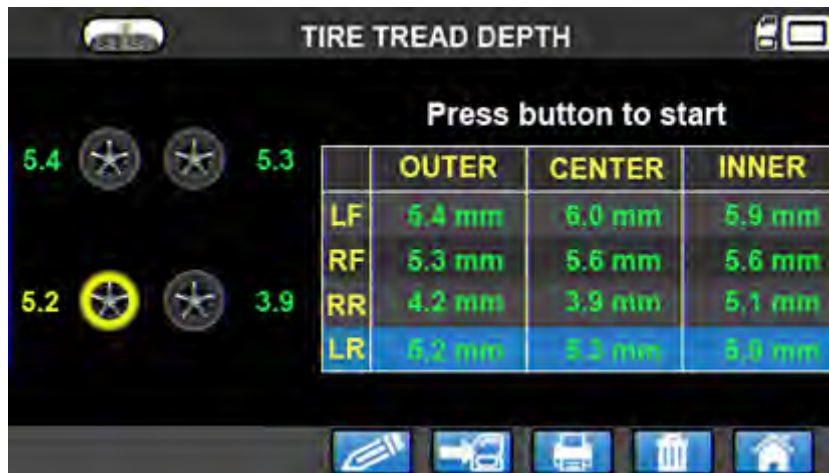 TIRE TREAD DEPTH
Press button to start
5.4 5.3
OUTER CENTER INNER
LF 5.4 mm 6.0 mm 5.9 mm
RF 5.3 mm 5.6 mm 5.6 mm
5.2 3.9
RR 4.2 mm 3.9 mm 5.1 mm
LR 5.2 mm 5.3 mm mm